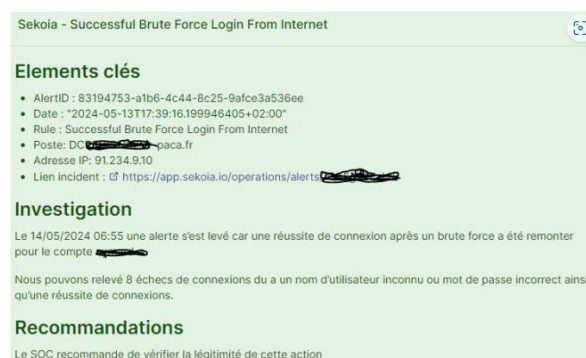 Sekoia - Successful Brute Force Login From Internet
Elements clés
• AlertID : 83194753-a1b6-4c44-8c25-9afce3a536ee
• Date : "2024-05-13T17:39:16.199946405+02:00"
• Rule : Successful Brute Force Login From Internet
• Poste: DC paca.fr
• Adresse IP: 91.234.9.10
• Lien incident : https://app.sekoia.io/operations/alerts
Investigation
Le 14/05/2024 06:55 une alerte s'est levé car une réussite de connexion après un brute force a été remonter
pour le compte
Nous pouvons relevé 8 échecs de connexions du a un nom d'utilisateur inconnu ou mot de passe incorrect ains
qu'une réussite de connexions.
Recommandations
Le SOC recommande de vérifier la légitimité de cette action